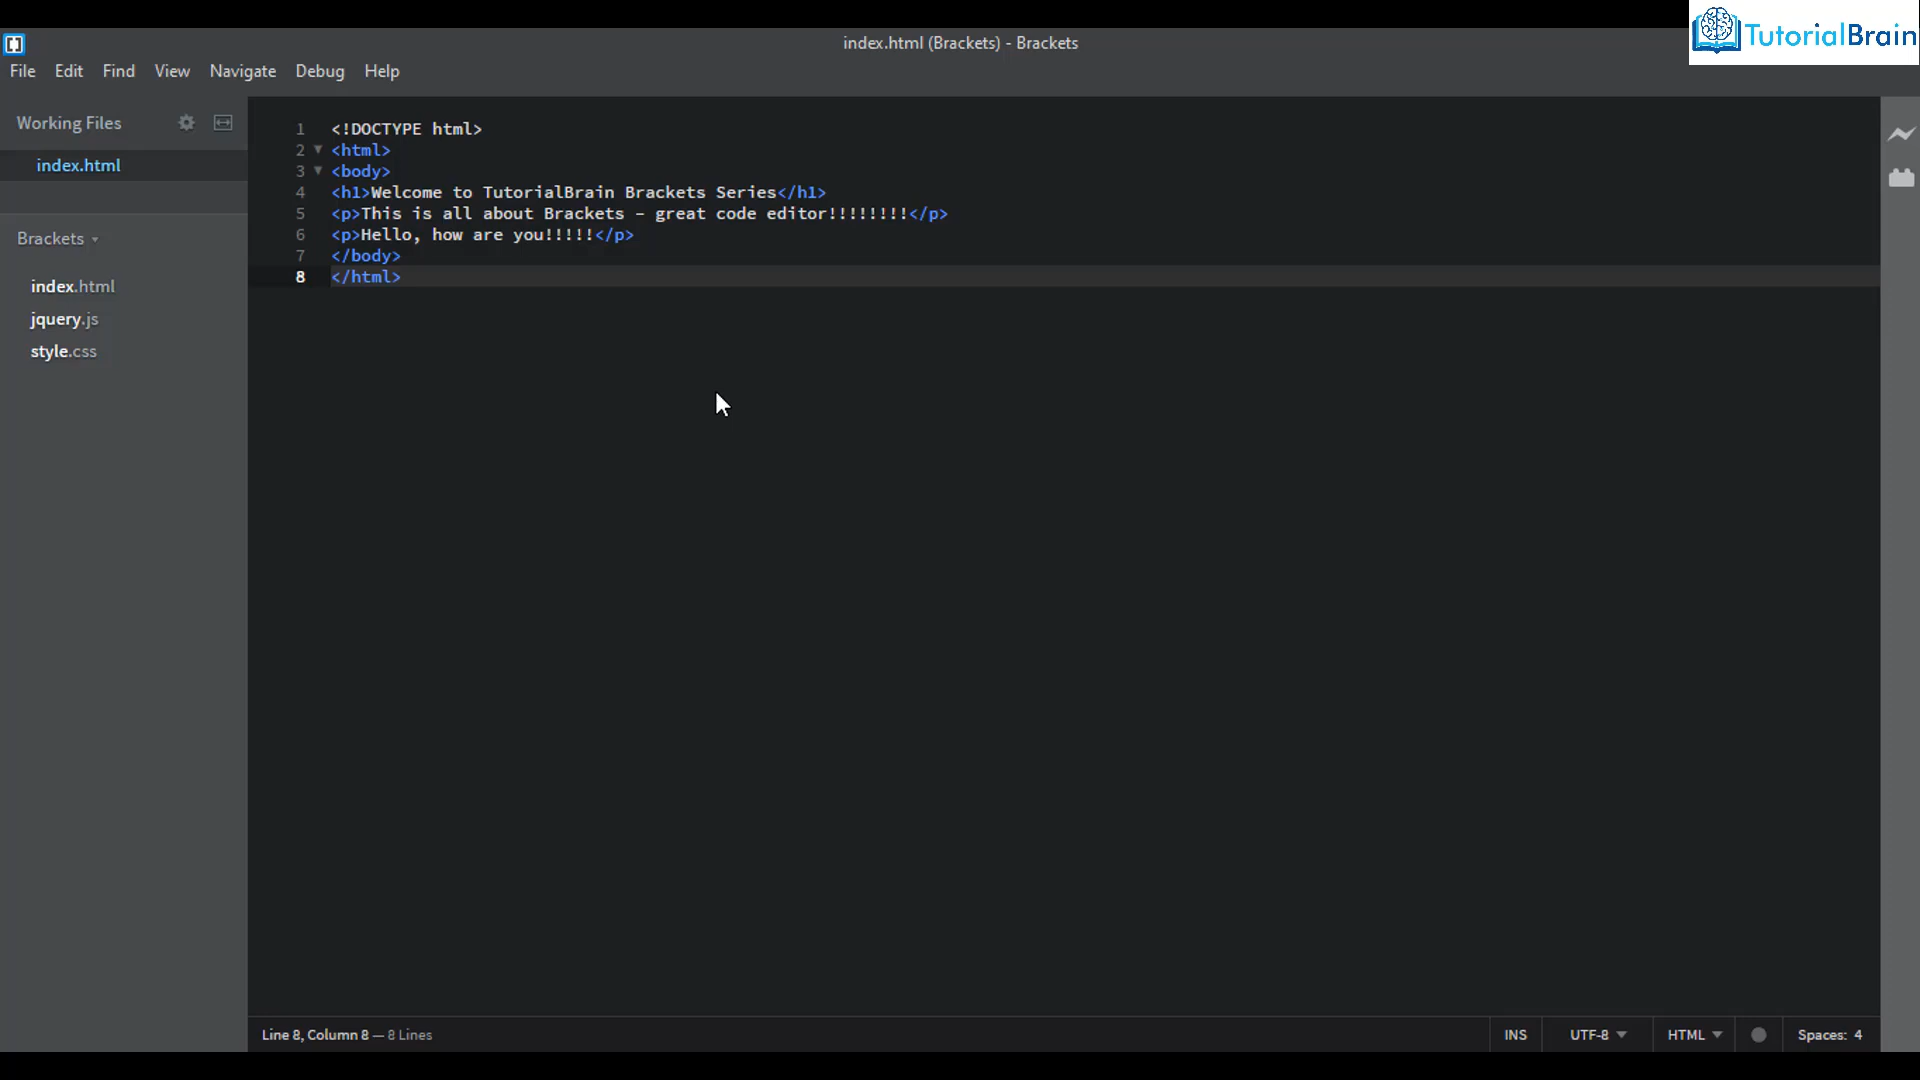 index.html (Brackets) - Brackets
TutorialBrain
File Edit Find View Navigate Debug Help
Working Files
index.html
Brackets
index.html
jquery.js
style.css
1 <!DOCTYPE html>
2 <html>
3 <body>
4 <h1>Welcome to TutorialBrain Brackets Series</h1>
5 <p>This is all about Brackets - great code editor!!!!!!!!</p>
6 <p>Hello, how are you!!!!!</p>
7 </body>
8 </html>
Line 8, Column 8 — 8 Lines
INS UTF-8 HTML Spaces: 4